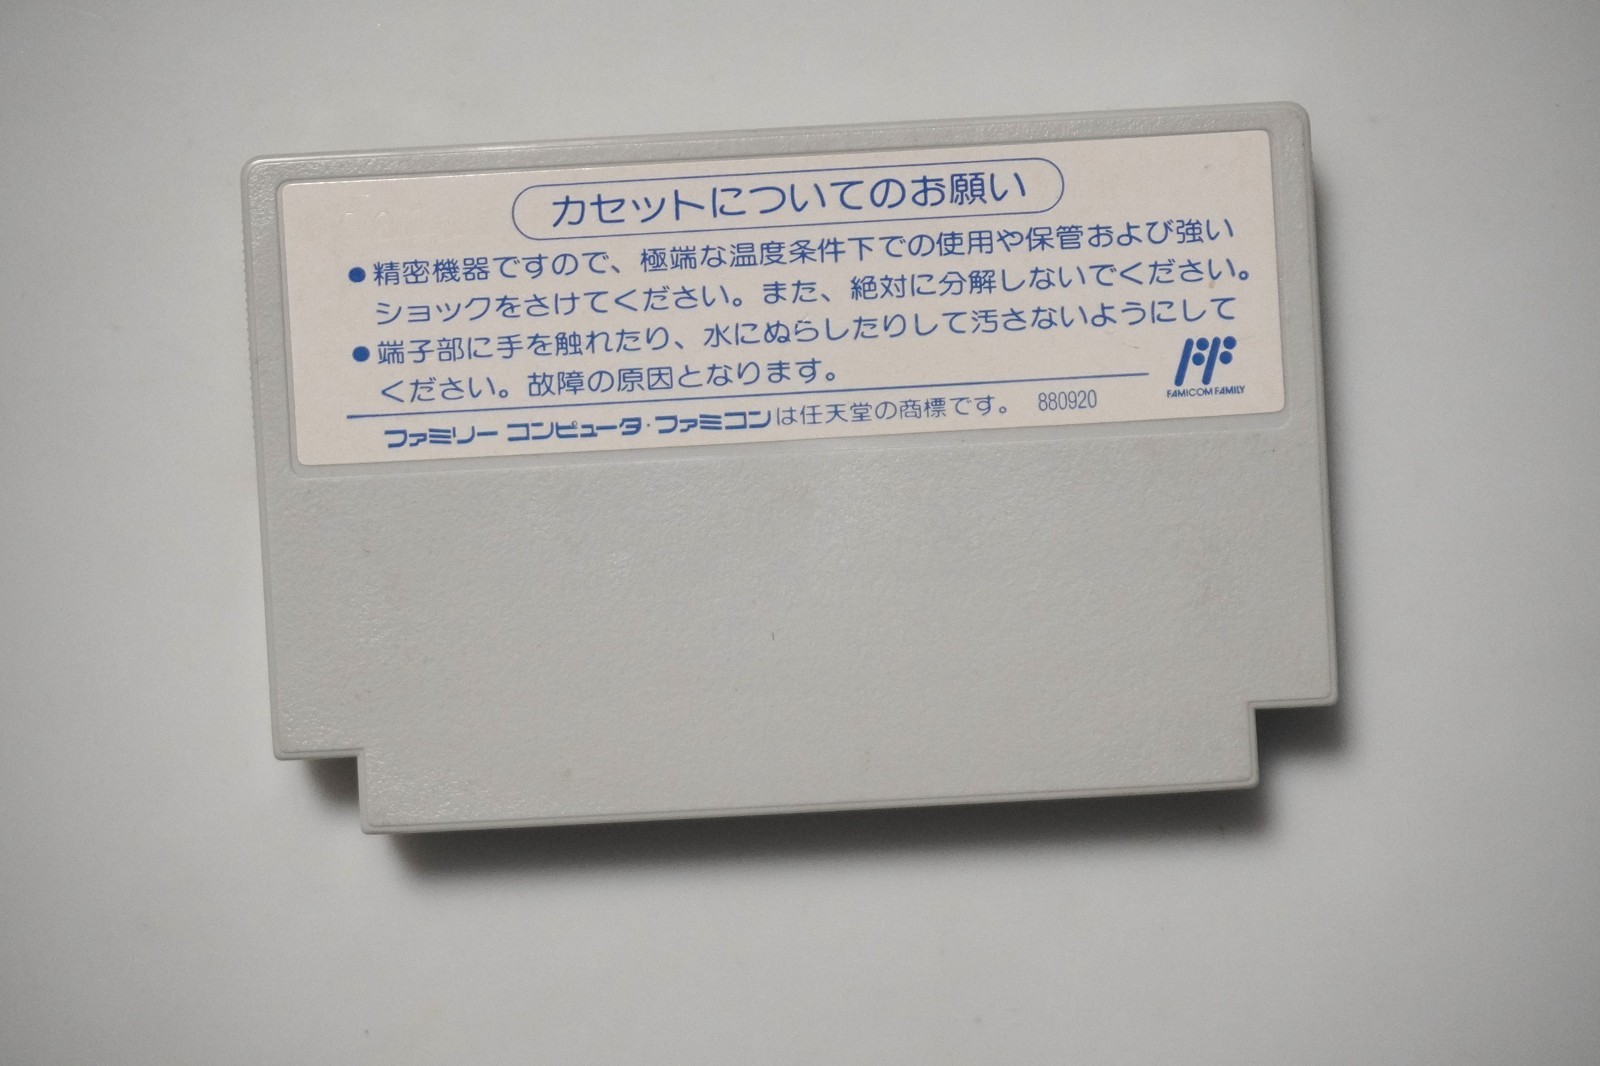 カセットについてのお願い
●精密機器ですので、極端な温度条件下での使用や保管および強い
ショックをさけてください。また、絶対に分解しないでください。
●端子部に手を触れたり、水にぬらしたりして汚さないようにして
ください。故障の原因となります。
FAMICOM FAMILY
ファミリー コンピュータ・ファミコンは任天堂の商標です。 880920